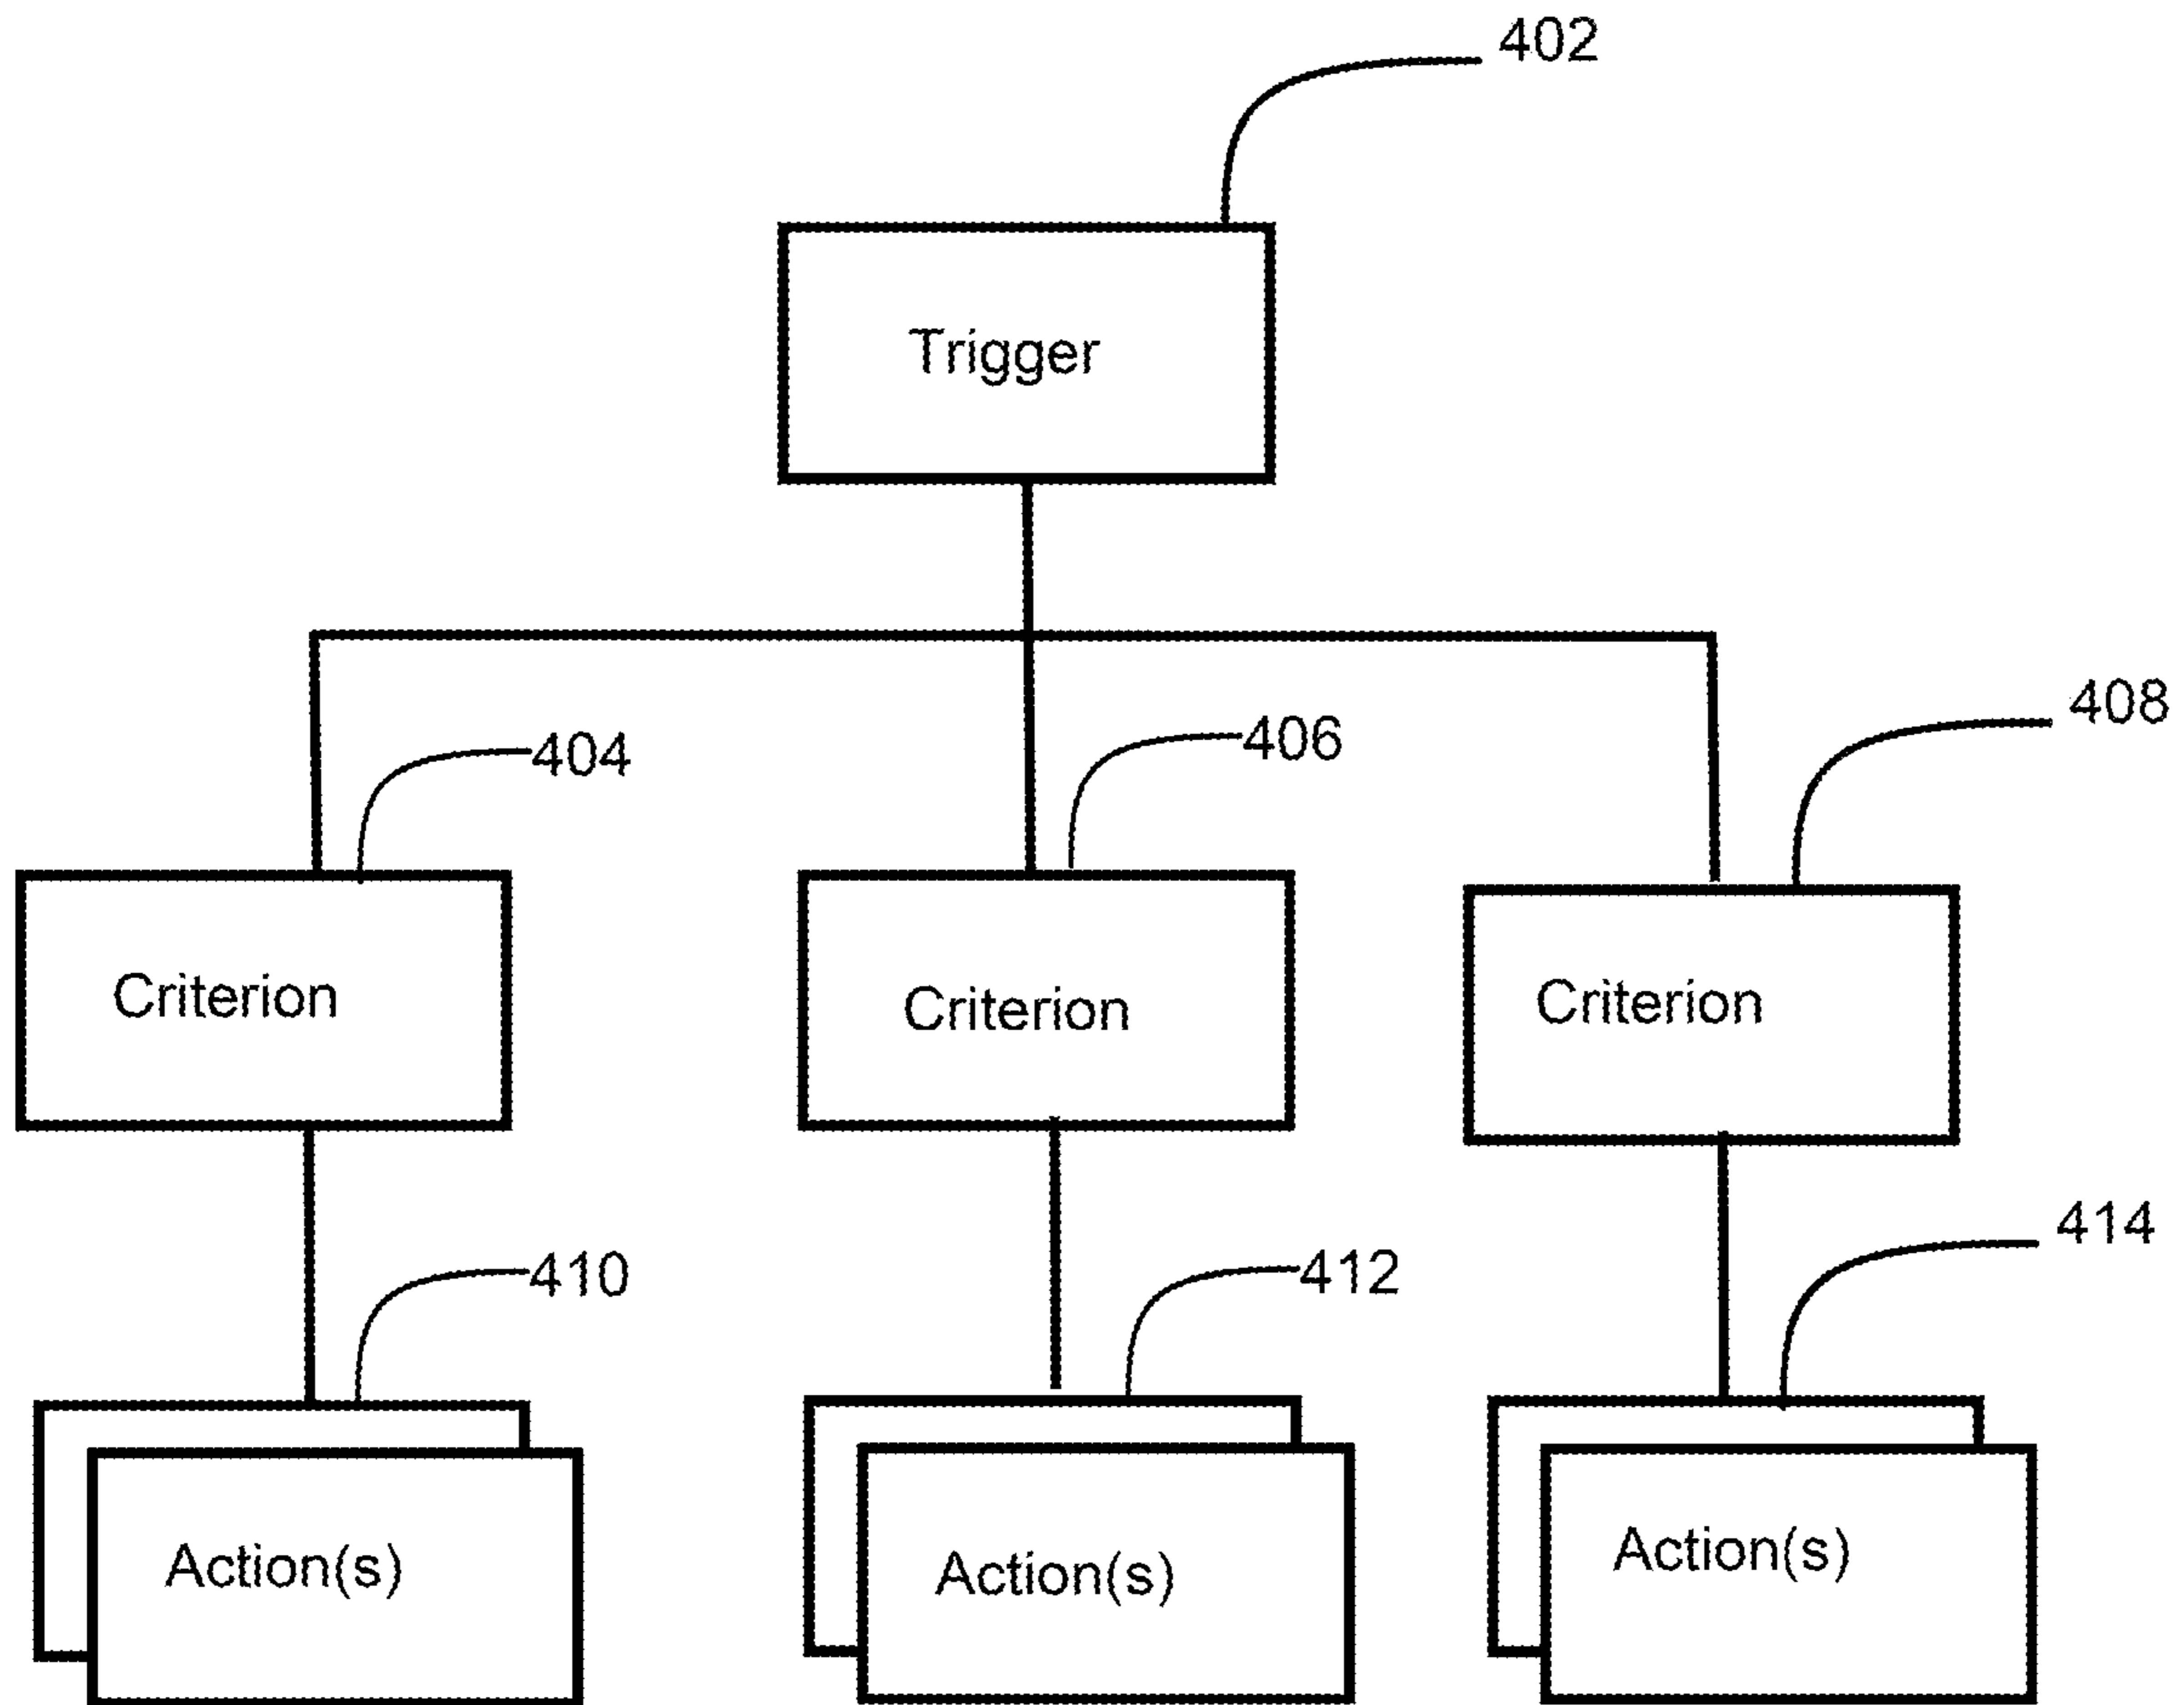 402
Trigger
404
406
408
Criterion
Criterion
Criterion
410
412
414
Action(s)
Action(s)
Action(s)